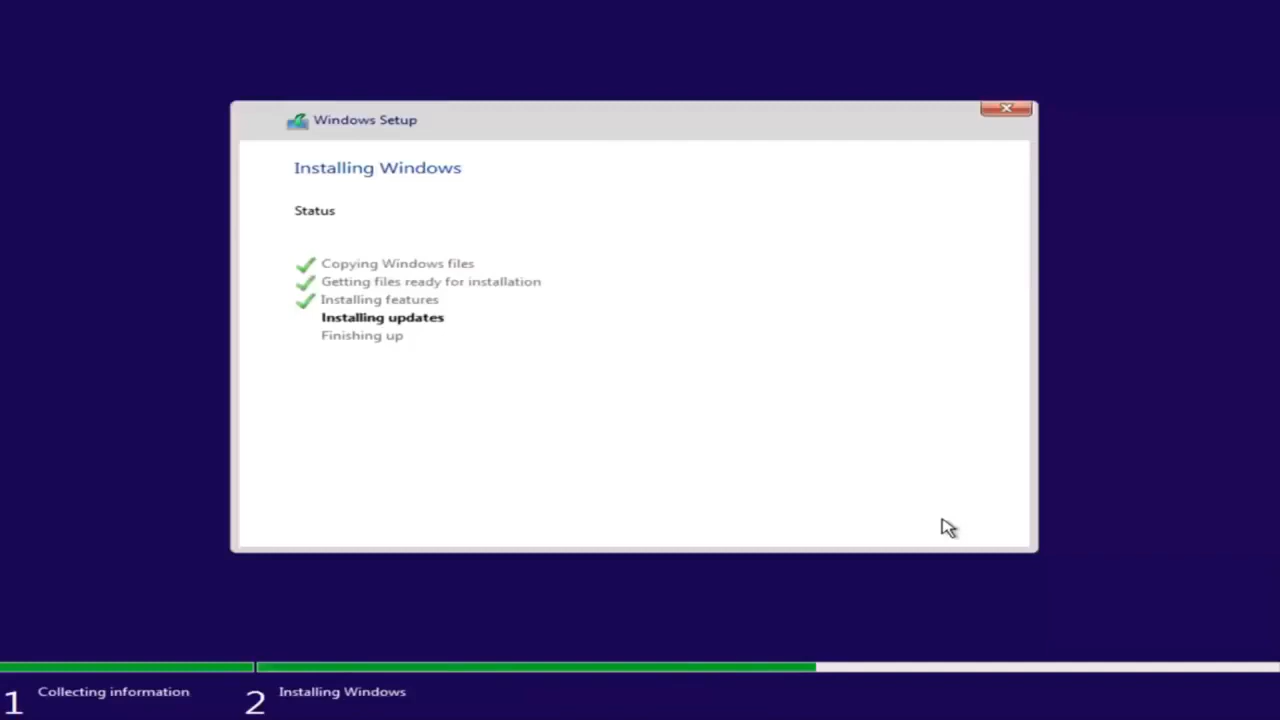 Windows Setup
Installing Windows
Status
Copying Windows files
Getting files ready for installation
Installing features
Installing updates
Finishing up
1 Collecting information
2 Installing Windows